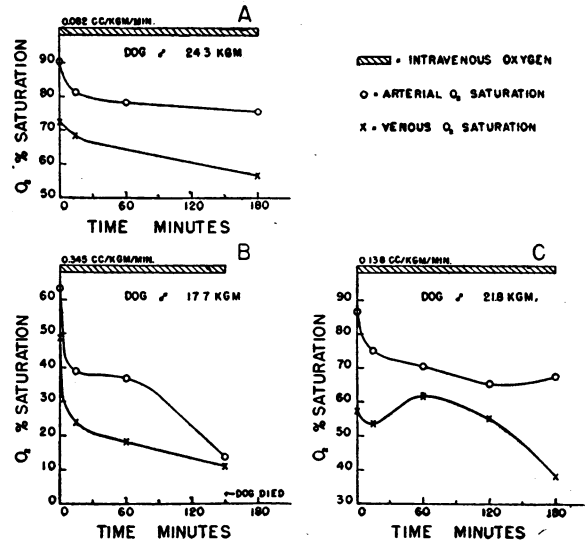 A
0.082 CC/KGM/MIN.
DOG ♂ 24.3 KGM
O₂ % SATURATION
90
80
70
60
50
0 60 120 180
TIME MINUTES
= INTRAVENOUS OXYGEN
O = ARTERIAL O₂ SATURATION
X = VENOUS O₂ SATURATION
B
0.345 CC/KGM/MIN.
DOG ♂ 17.7 KGM
O₂ % SATURATION
60
50
40
30
20
10
0
←DOG DIED
0 60 120 180
TIME MINUTES
C
0.138 CC/KGM/MIN.
DOG ♂ 21.8 KGM.
O₂ % SATURATION
90
80
70
60
50
40
30
0 60 120 180
TIME MINUTES